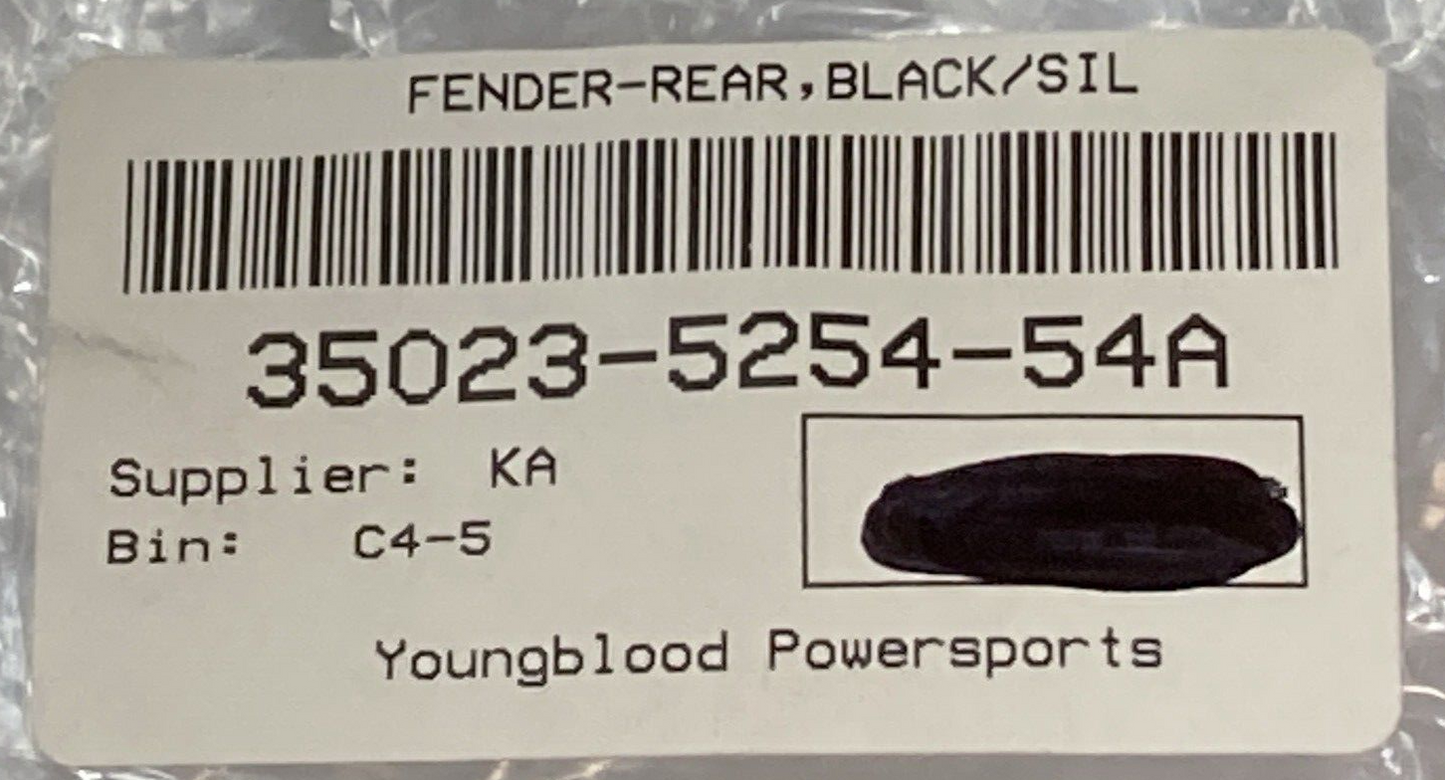 FENDER-REAR,BLACK/SIL
35023-5254-54A
Supplier: KA
Bin: C4-5
Youngblood Powersports